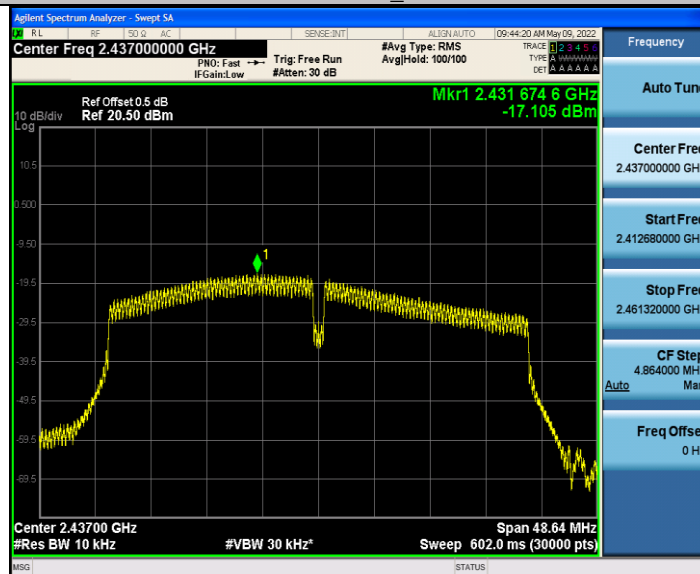 Agilent Spectrum Analyzer - Swept SA
RL RF 50 Ω AC SENSE:INT ALIGN AUTO 09:44:20 AM May 09, 2022
Center Freq 2.437000000 GHz
PNO: Fast
IFGain:Low
Trig: Free Run
#Atten: 30 dB
#Avg Type: RMS
Avg|Hold: 100/100
TRACE 1 2 3 4 5 6
TYPE A WWWWW
DET A A A A A A
Ref Offset 0.5 dB
10 dB/div Ref 20.50 dBm
Log
Mkr1 2.431 674 6 GHz
-17.105 dBm
10.5
0.500
-9.50
-19.5
-29.5
-39.5
-49.5
-59.5
-69.5
1
Center 2.43700 GHz Span 48.64 MHz
#Res BW 10 kHz #VBW 30 kHz* Sweep 602.0 ms (30000 pts)
MSG STATUS
Frequency
Auto Tun
Center Fre
2.437000000 GH
Start Fre
2.412680000 GH
Stop Fre
2.461320000 GH
CF Step
4.864000 MH
Auto Ma
Freq Offse
0 H